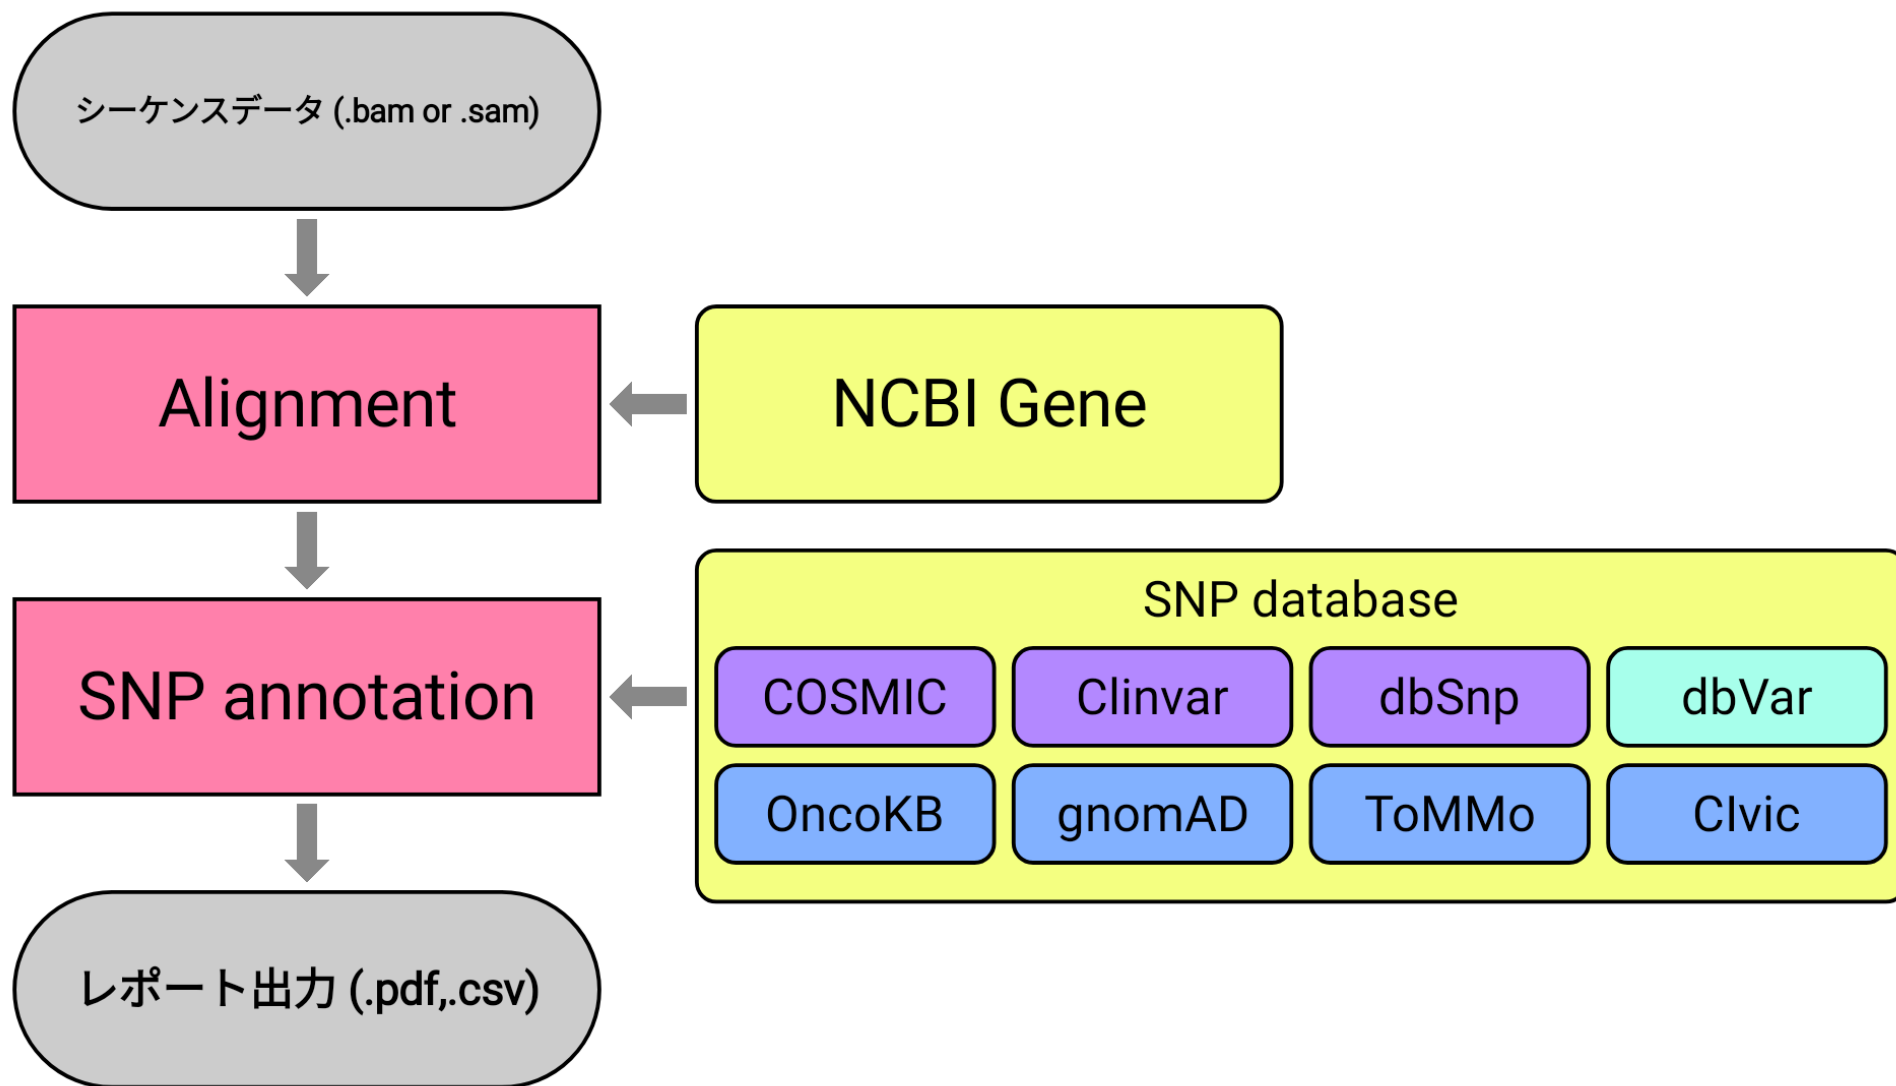 シーケンスデータ (.bam or .sam)
Alignment
NCBI Gene
SNP annotation
SNP database
COSMIC
Clinvar
dbSnp
dbVar
OncoKB
gnomAD
ToMMo
CIvic
レポート出力 (.pdf,.csv)